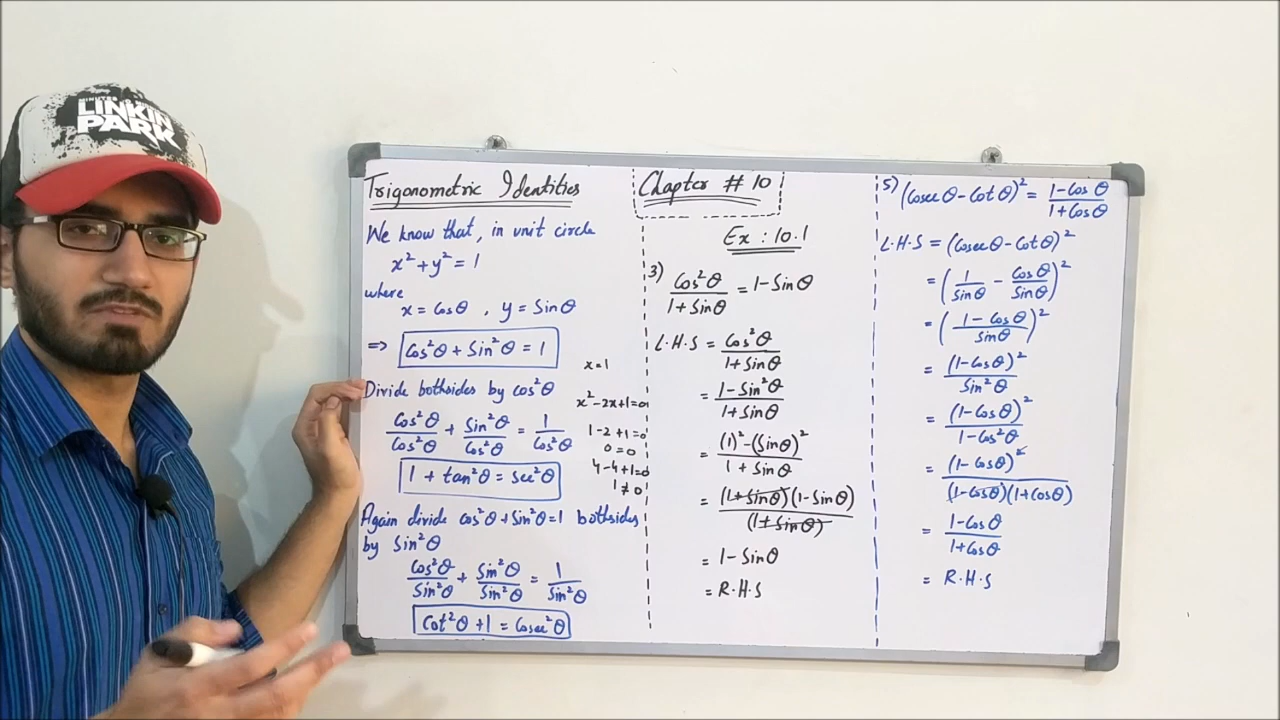 MINUTES TO MIDNIGHT
LINKIN
PARK
Trigonometric Identities
We know that, in unit circle
x² + y² = 1
where
x = Cosθ , y = Sinθ
⇒ Cos²θ + Sin²θ = 1
Divide bothsides by Cos²θ
Cos²θ/Cos²θ + Sin²θ/Cos²θ = 1/Cos²θ
1 + tan²θ = Sec²θ
Again divide Cos²θ + Sin²θ = 1 bothsides
by Sin²θ
Cos²θ/Sin²θ + Sin²θ/Sin²θ = 1/Sin²θ
Cot²θ + 1 = Cosec²θ
x = 1
x² - 2x + 1 = 0
1 - 2 + 1 = 0
0 = 0
4 - 4 + 1 = 0
1 ≠ 0
Chapter # 10
Ex : 10.1
3) Cos²θ/1 + Sinθ = 1 - Sinθ
L.H.S = Cos²θ/1 + Sinθ
= 1 - Sin²θ/1 + Sinθ
= (1)² - (Sinθ)²/1 + Sinθ
= (1 + Sinθ)(1 - Sinθ)/(1 + Sinθ)
= 1 - Sinθ
= R.H.S
5) (Cosecθ - Cotθ)² = 1 - Cosθ/1 + Cosθ
L.H.S = (Cosecθ - Cotθ)²
= (1/Sinθ - Cosθ/Sinθ)²
= (1 - Cosθ/Sinθ)²
= (1 - Cosθ)²/Sin²θ
= (1 - Cosθ)²/1 - Cos²θ
= (1 - Cosθ)²/(1 - Cosθ)(1 + Cosθ)
= 1 - Cosθ/1 + Cosθ
= R.H.S